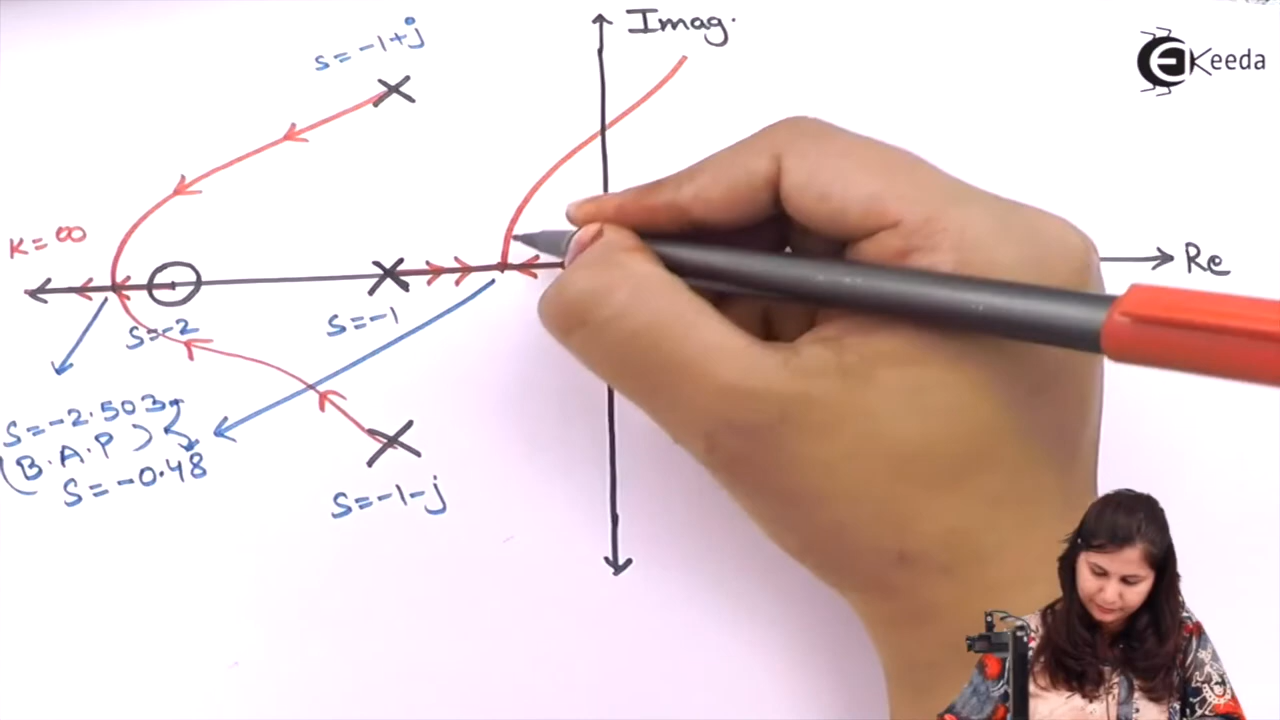 Imag.
Keeda
S=-1+j
K=∞
Re
S=-2
S=-1
S=-2.503
(B.A.P)
S=-0.48
S=-1-j